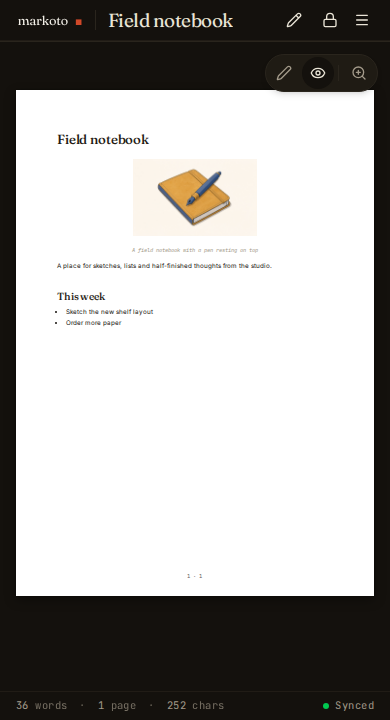 markoto
Field notebook
Field notebook
A field notebook with a pen resting on top
A place for sketches, lists and half-finished thoughts from the studio.
This week
• Sketch the new shelf layout
• Order more paper
1 - 1
36 words · 1 page · 252 chars
Synced